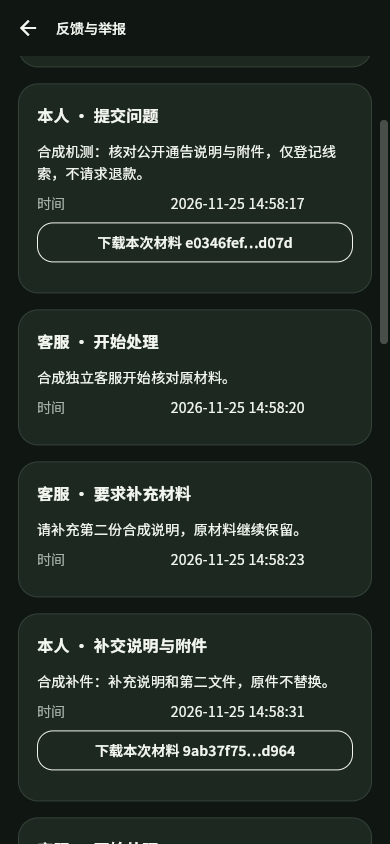 反馈与举报
本人 · 提交问题
合成机测：核对公开通告说明与附件，仅登记线
索，不请求退款。
时间 2026-11-25 14:58:17
下载本次材料 e0346fef…d07d
客服 · 开始处理
合成独立客服开始核对原材料。
时间 2026-11-25 14:58:20
客服 · 要求补充材料
请补充第二份合成说明，原材料继续保留。
时间 2026-11-25 14:58:23
本人 · 补交说明与附件
合成补件：补充说明和第二文件，原件不替换。
时间 2026-11-25 14:58:31
下载本次材料 9ab37f75…d964